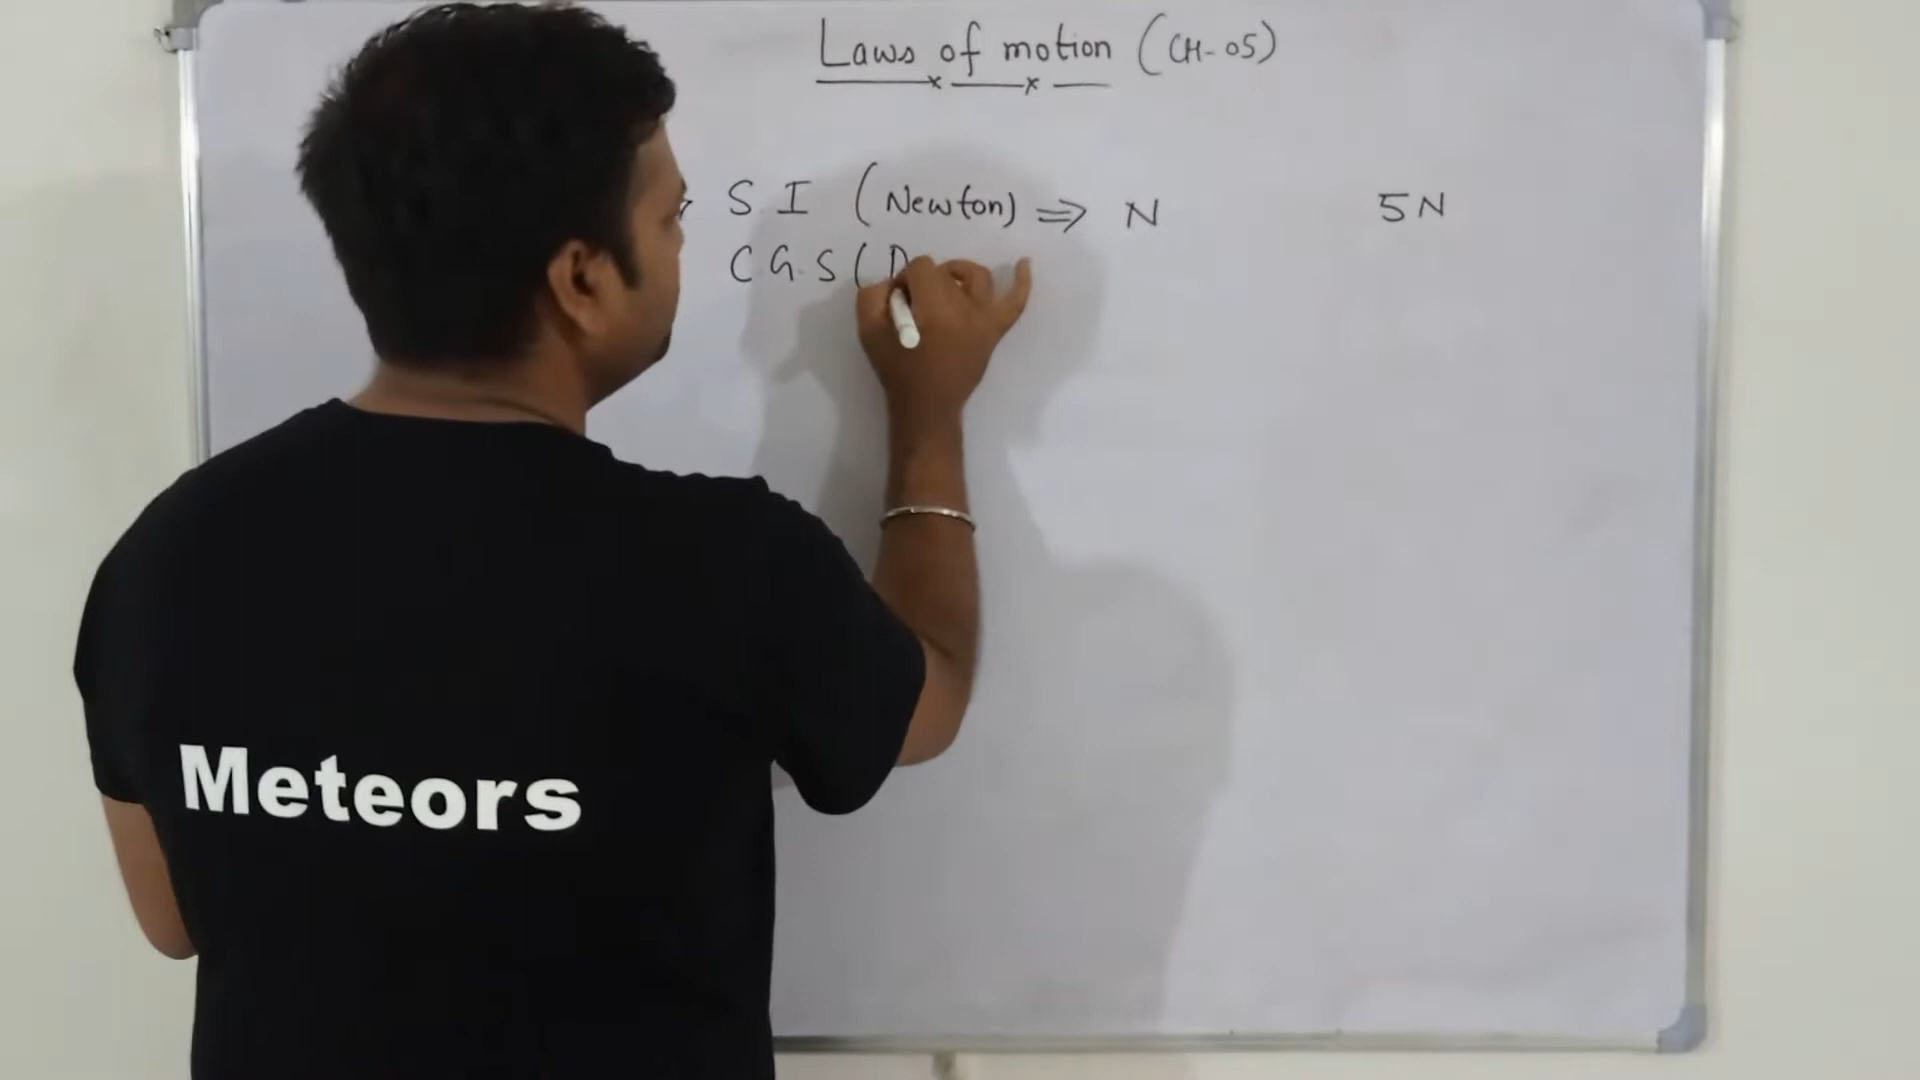 Laws of motion (CH-05)
S.I (Newton) ⇒ N 5N
C.G.S (D
Meteors